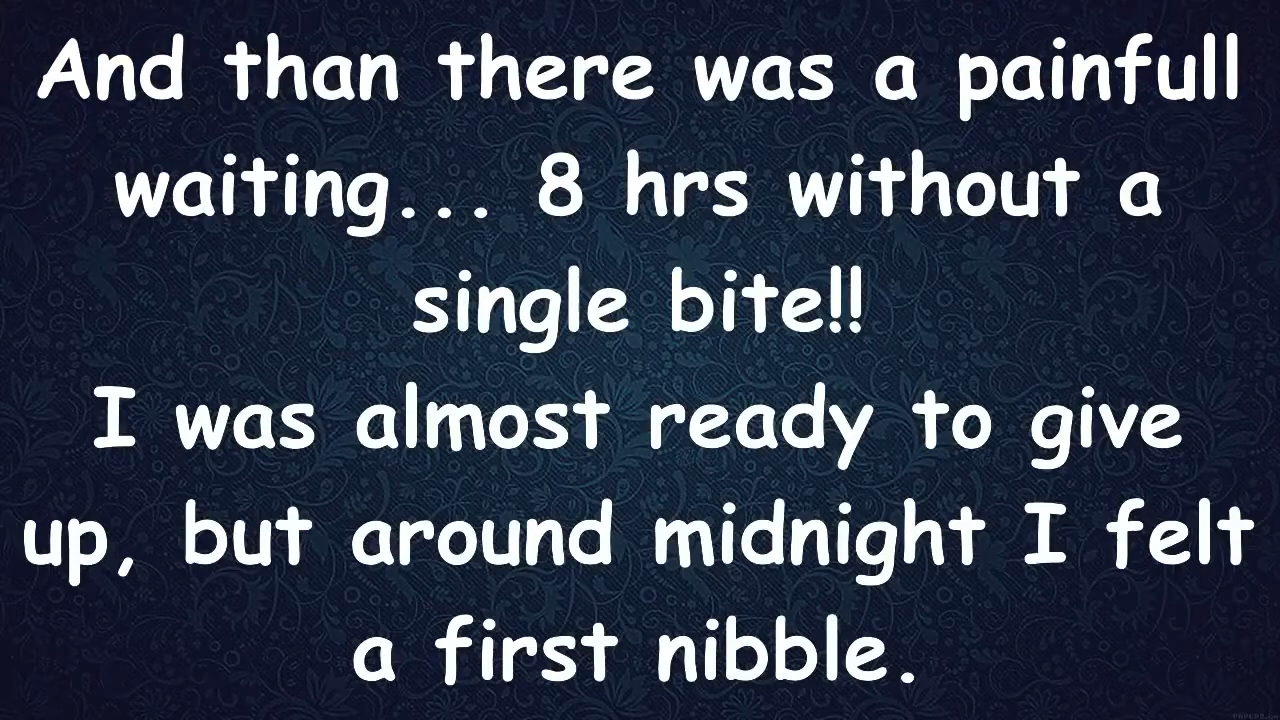 And than there was a painfull
waiting... 8 hrs without a
single bite!!
I was almost ready to give
up, but around midnight I felt
a first nibble.